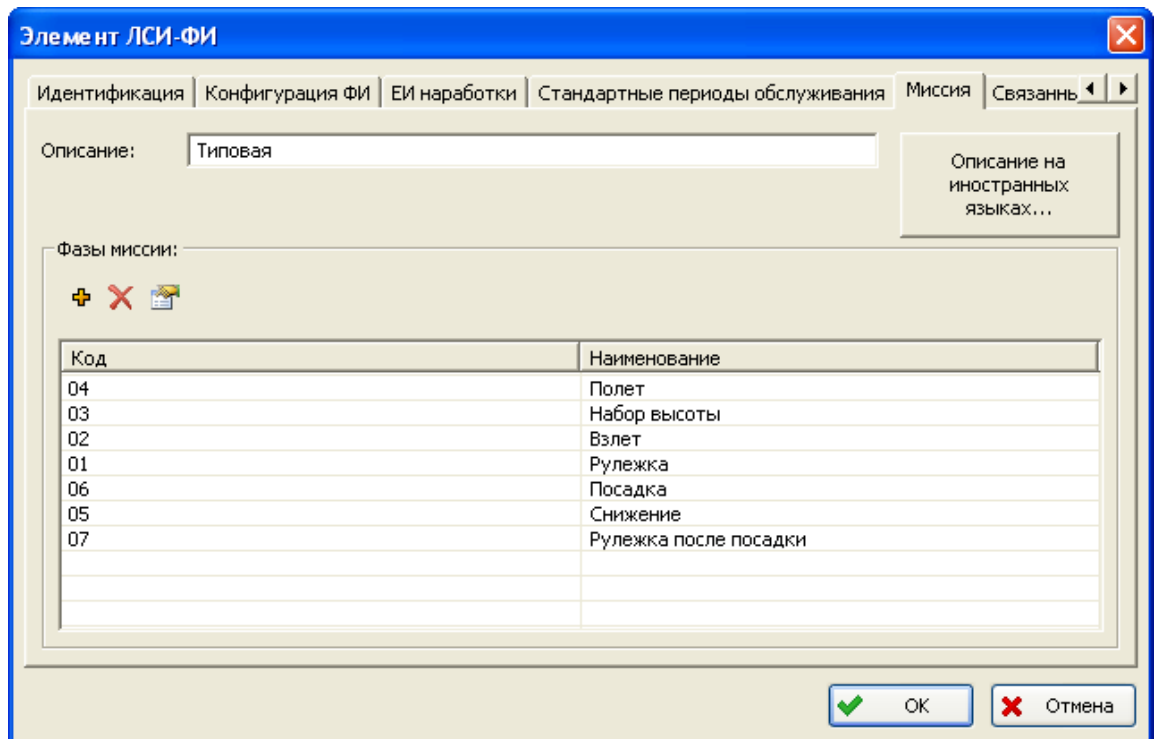 Элемент ЛСИ-ФИ
Идентификация Конфигурация ФИ ЕИ наработки Стандартные периоды обслуживания Миссия Связаннь
Описание: Типовая
Описание на
иностранных
языках...
Фазы миссии:
Код Наименование
04 Полет
03 Набор высоты
02 Взлет
01 Рулежка
06 Посадка
05 Снижение
07 Рулежка после посадки
OK Отмена